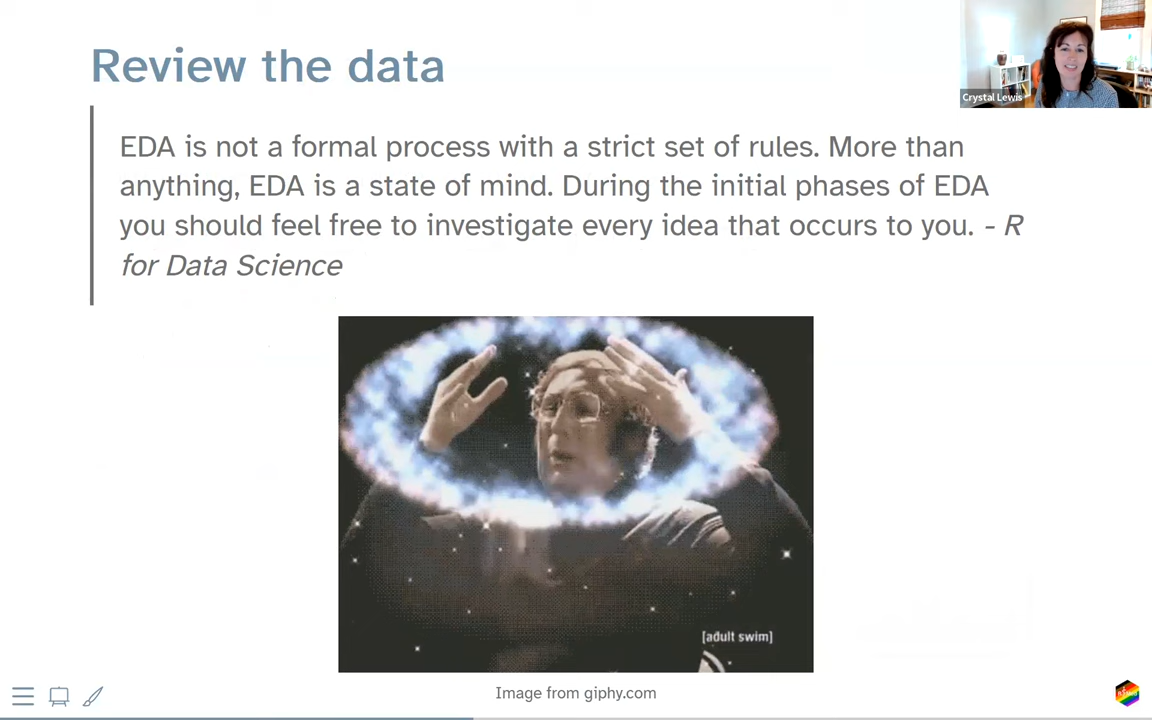 Review the data
Crystal Lewis
EDA is not a formal process with a strict set of rules. More than
anything, EDA is a state of mind. During the initial phases of EDA
you should feel free to investigate every idea that occurs to you. - R
for Data Science
[adult swim]
Image from giphy.com